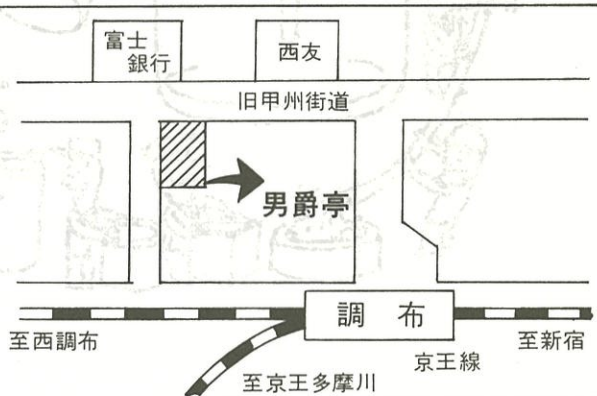 富士
銀行
西友
旧甲州街道
男爵亭
調布
至西調布
京王線
至新宿
至京王多摩川